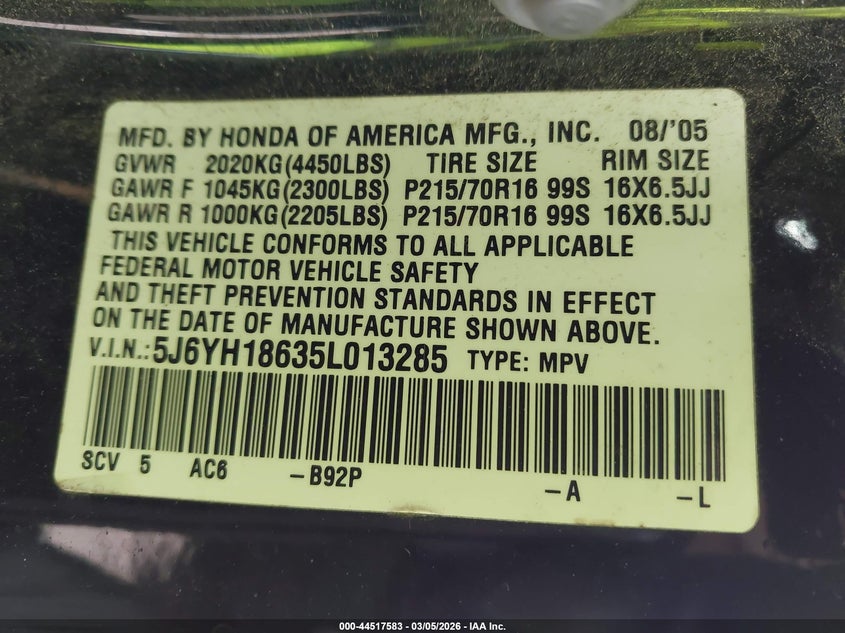 MFD. BY HONDA OF AMERICA MFG., INC. 08/'05
GVWR 2020KG(4450LBS) TIRE SIZE RIM SIZE
GAWR F 1045KG(2300LBS) P215/70R16 99S 16X6.5JJ
GAWR R 1000KG(2205LBS) P215/70R16 99S 16X6.5JJ
THIS VEHICLE CONFORMS TO ALL APPLICABLE
FEDERAL MOTOR VEHICLE SAFETY
AND THEFT PREVENTION STANDARDS IN EFFECT
ON THE DATE OF MANUFACTURE SHOWN ABOVE.
V.I.N.: 5J6YH18635L013285 TYPE: MPV
SCV 5 AC6 -B92P -A -L
000-44517583 - 03/05/2026 - IAA Inc.